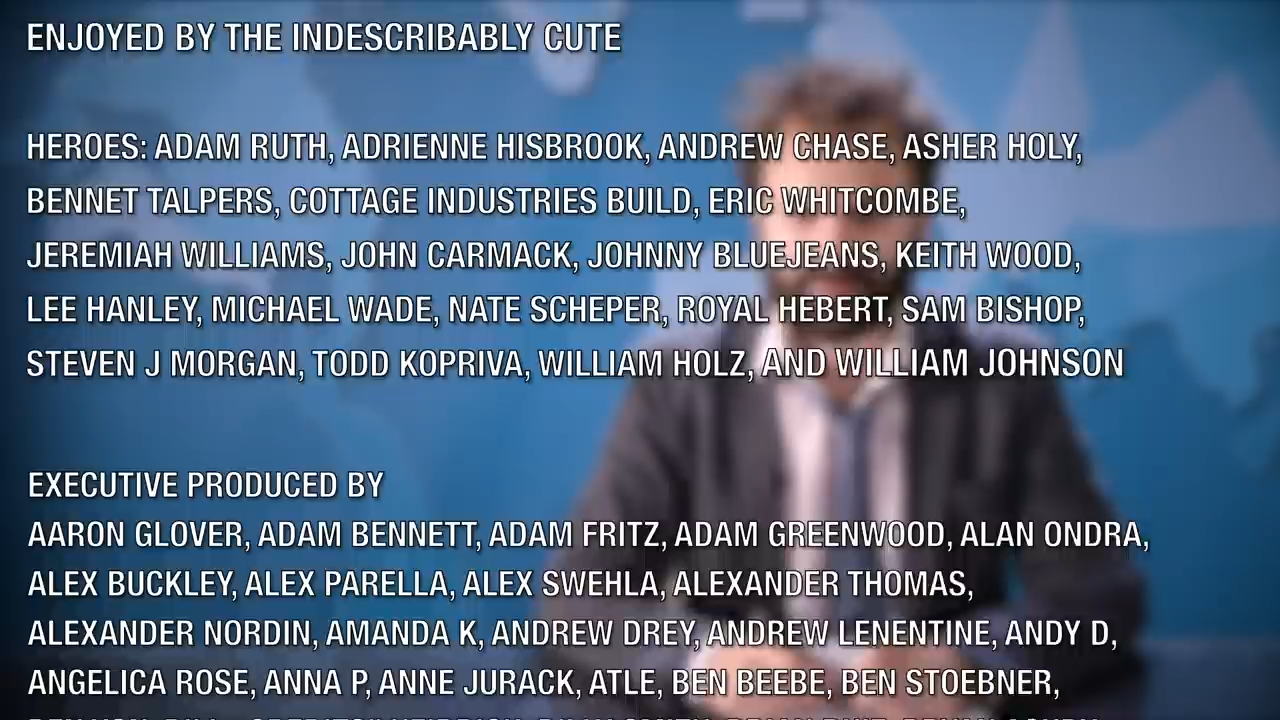 ENJOYED BY THE INDESCRIBABLY CUTE
HEROES: ADAM RUTH, ADRIENNE HISBROOK, ANDREW CHASE, ASHER HOLY,
BENNET TALPERS, COTTAGE INDUSTRIES BUILD, ERIC WHITCOMBE,
JEREMIAH WILLIAMS, JOHN CARMACK, JOHNNY BLUEJEANS, KEITH WOOD,
LEE HANLEY, MICHAEL WADE, NATE SCHEPER, ROYAL HEBERT, SAM BISHOP,
STEVEN J MORGAN, TODD KOPRIVA, WILLIAM HOLZ, AND WILLIAM JOHNSON
EXECUTIVE PRODUCED BY
AARON GLOVER, ADAM BENNETT, ADAM FRITZ, ADAM GREENWOOD, ALAN ONDRA,
ALEX BUCKLEY, ALEX PARELLA, ALEX SWEHLA, ALEXANDER THOMAS,
ALEXANDER NORDIN, AMANDA K, ANDREW DREY, ANDREW LENENTINE, ANDY D,
ANGELICA ROSE, ANNA P, ANNE JURACK, ATLE, BEN BEEBE, BEN STOEBNER,